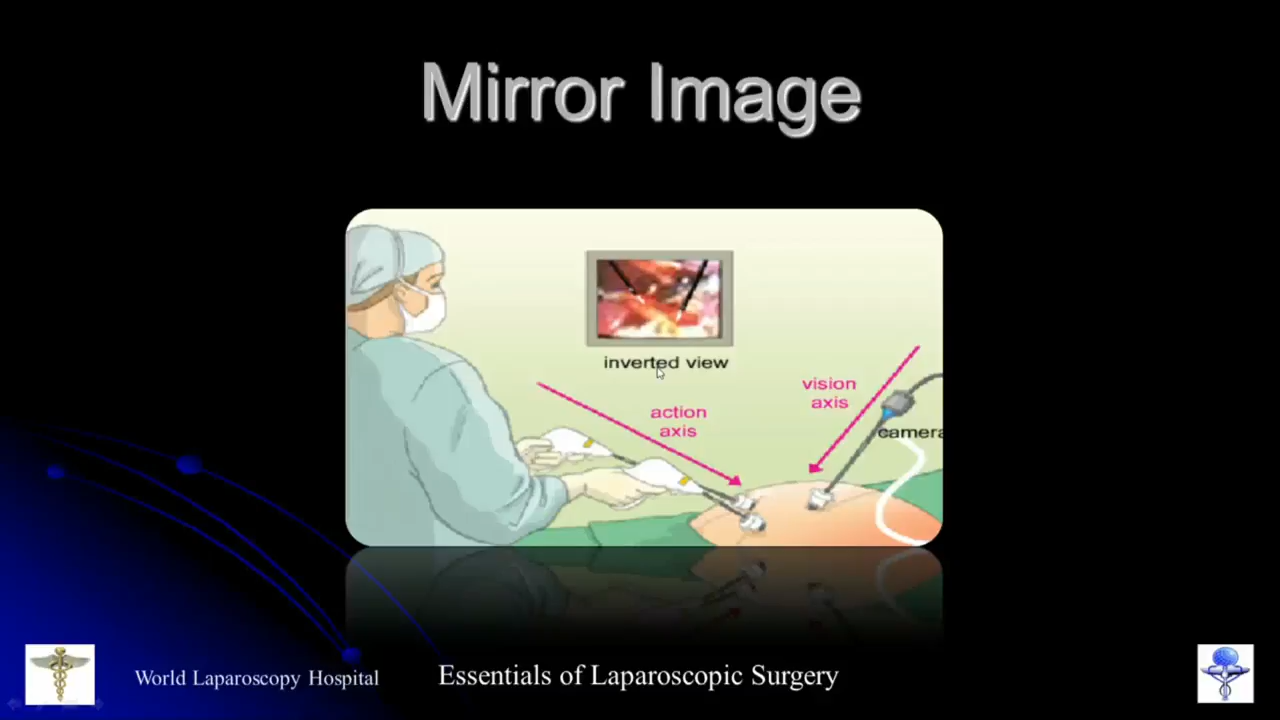 Mirror Image
inverted view
vision
axis
action
axis
camera
World Laparoscopy Hospital
Essentials of Laparoscopic Surgery